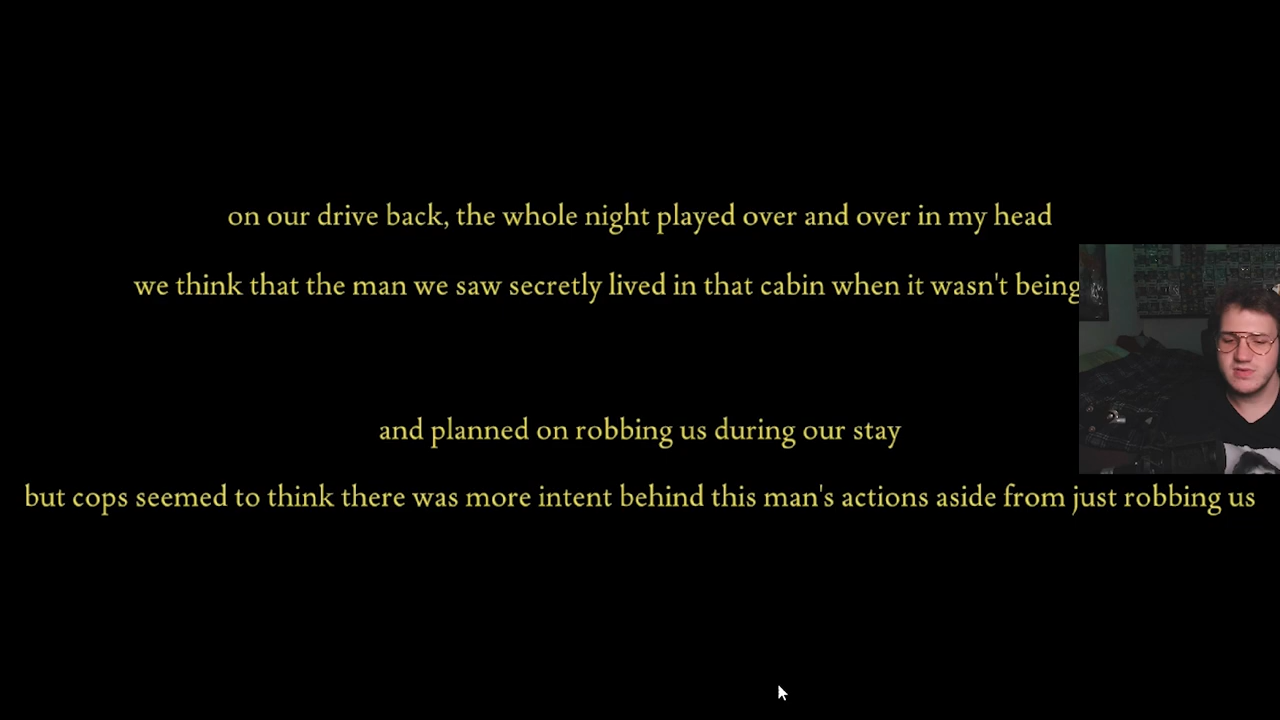 on our drive back, the whole night played over and over in my head
we think that the man we saw secretly lived in that cabin when it wasn't being
and planned on robbing us during our stay
but cops seemed to think there was more intent behind this man's actions aside from just robbing us